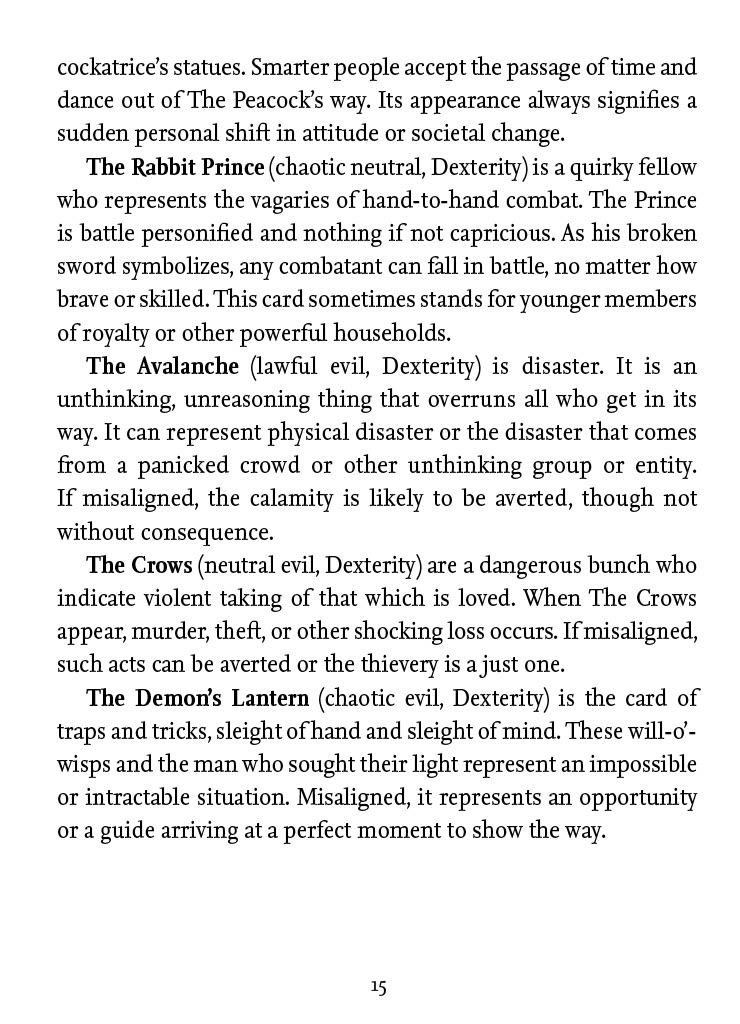 cockatrice’s statues. Smarter people accept the passage of time and
dance out of The Peacock’s way. Its appearance always signifies a
sudden personal shift in attitude or societal change.
The Rabbit Prince (chaotic neutral, Dexterity) is a quirky fellow
who represents the vagaries of hand-to-hand combat. The Prince
is battle personified and nothing if not capricious. As his broken
sword symbolizes, any combatant can fall in battle, no matter how
brave or skilled. This card sometimes stands for younger members
of royalty or other powerful households.
The Avalanche (lawful evil, Dexterity) is disaster. It is an
unthinking, unreasoning thing that overruns all who get in its
way. It can represent physical disaster or the disaster that comes
from a panicked crowd or other unthinking group or entity.
If misaligned, the calamity is likely to be averted, though not
without consequence.
The Crows (neutral evil, Dexterity) are a dangerous bunch who
indicate violent taking of that which is loved. When The Crows
appear, murder, theft, or other shocking loss occurs. If misaligned,
such acts can be averted or the thievery is a just one.
The Demon’s Lantern (chaotic evil, Dexterity) is the card of
traps and tricks, sleight of hand and sleight of mind. These will-o’-
wisps and the man who sought their light represent an impossible
or intractable situation. Misaligned, it represents an opportunity
or a guide arriving at a perfect moment to show the way.
15